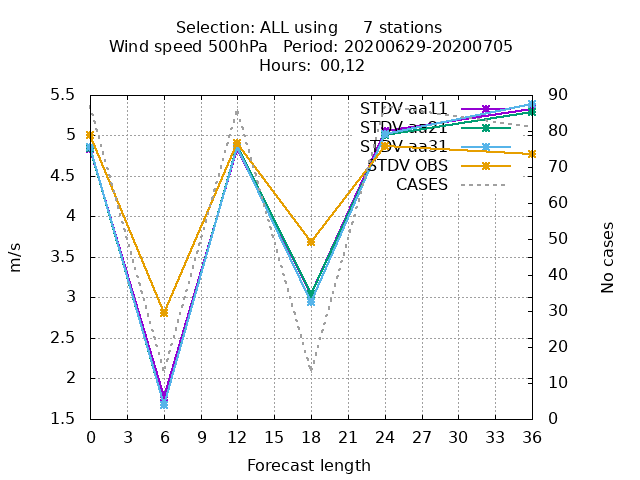 Selection: ALL using     7 stations
Wind speed 500hPa   Period: 20200629-20200705
Hours:  00,12
5.5
5
4.5
4
3.5
3
2.5
2
1.5
m/s
90
80
70
60
50
40
30
20
10
0
No cases
STDV aa11
STDV aa21
STDV aa31
STDV OBS
CASES
0 3 6 9 12 15 18 21 24 27 30 33 36
Forecast length